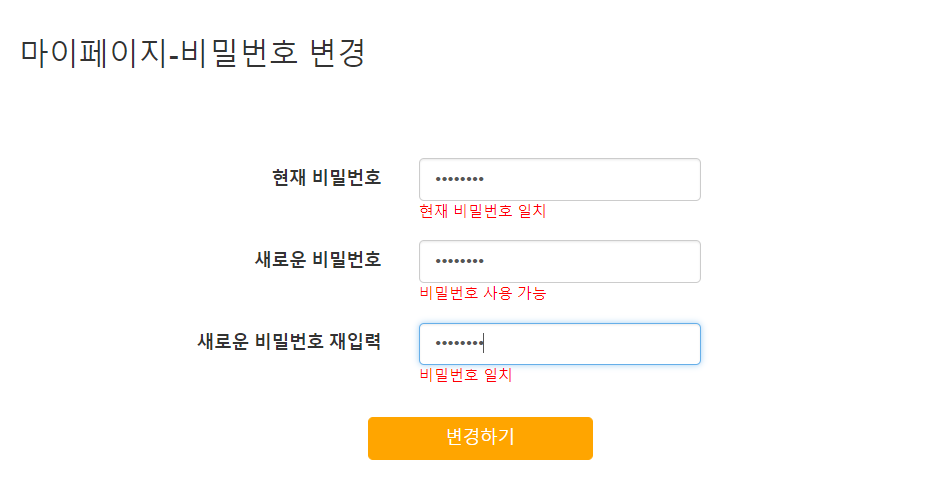 마이페이지-비밀번호 변경
현재 비밀번호 ••••••••
현재 비밀번호 일치
새로운 비밀번호 ••••••••
비밀번호 사용 가능
새로운 비밀번호 재입력 ••••••••
비밀번호 일치
변경하기